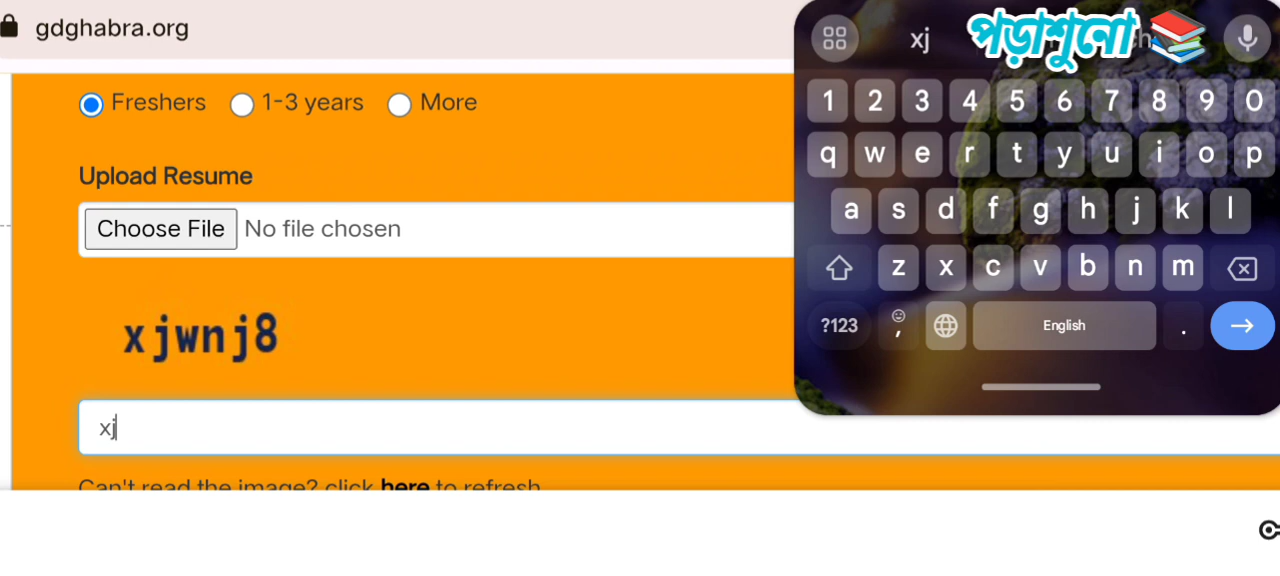 gdghabra.org
Freshers 1-3 years More
Upload Resume
Choose File No file chosen
xjwnj8
xj
Can't read the image? click here to refresh
xj
পড়াশুনো
1 2 3 4 5 6 7 8 9 0
q w e r t y u i o p
a s d f g h j k l
z x c v b n m
?123 , English .